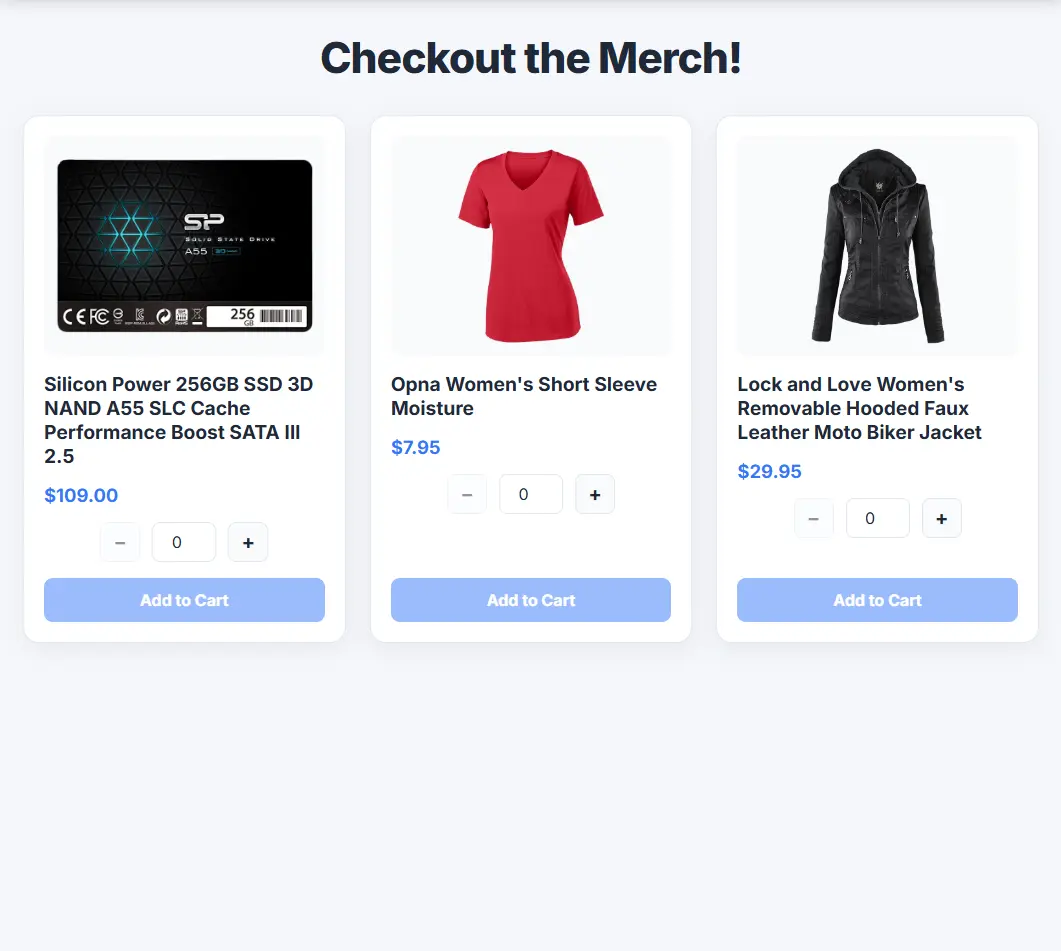 Checkout the Merch!
SP
SOLID STATE DRIVE
A55
256
GB
Silicon Power 256GB SSD 3D
NAND A55 SLC Cache
Performance Boost SATA III
2.5
$109.00
− 0 +
Add to Cart
Opna Women's Short Sleeve
Moisture
$7.95
− 0 +
Add to Cart
Lock and Love Women's
Removable Hooded Faux
Leather Moto Biker Jacket
$29.95
− 0 +
Add to Cart